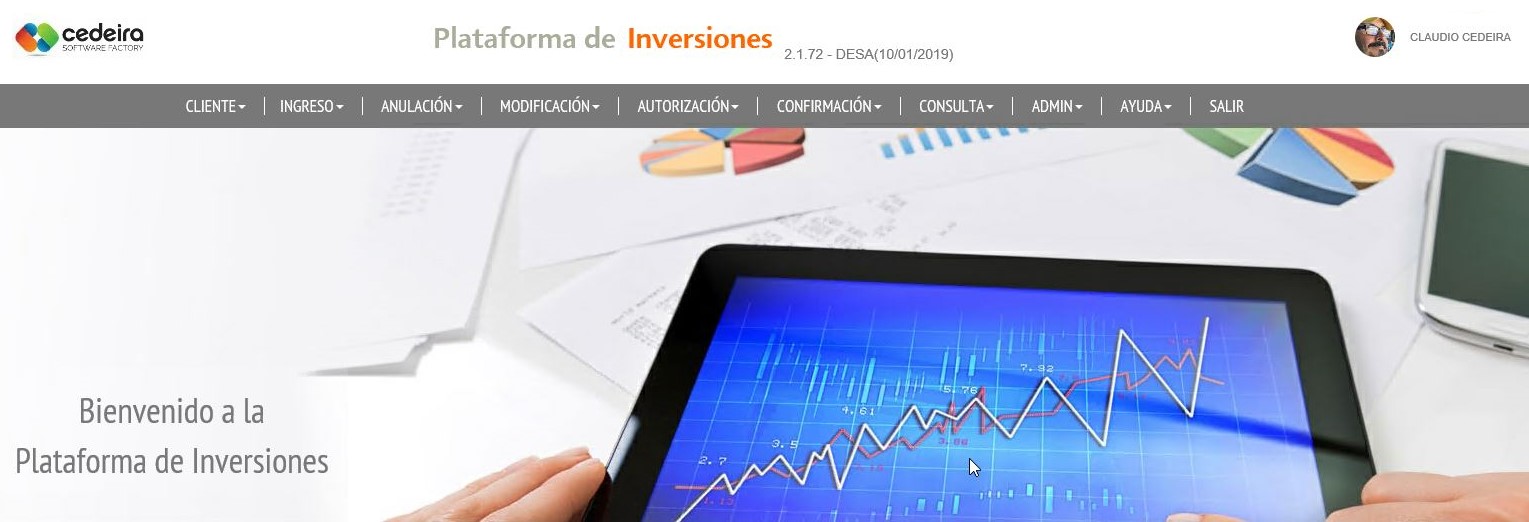 cedeira
SOFTWARE FACTORY
Plataforma de Inversiones
2.1.72 - DESA(10/01/2019)
CLAUDIO CEDEIRA
CLIENTE
INGRESO
ANULACIÓN
MODIFICACIÓN
AUTORIZACIÓN
CONFIRMACIÓN
CONSULTA
ADMIN
AYUDA
SALIR
Bienvenido a la
Plataforma de Inversiones
7.92
5.76
4.61
3.86
3.5
2.7